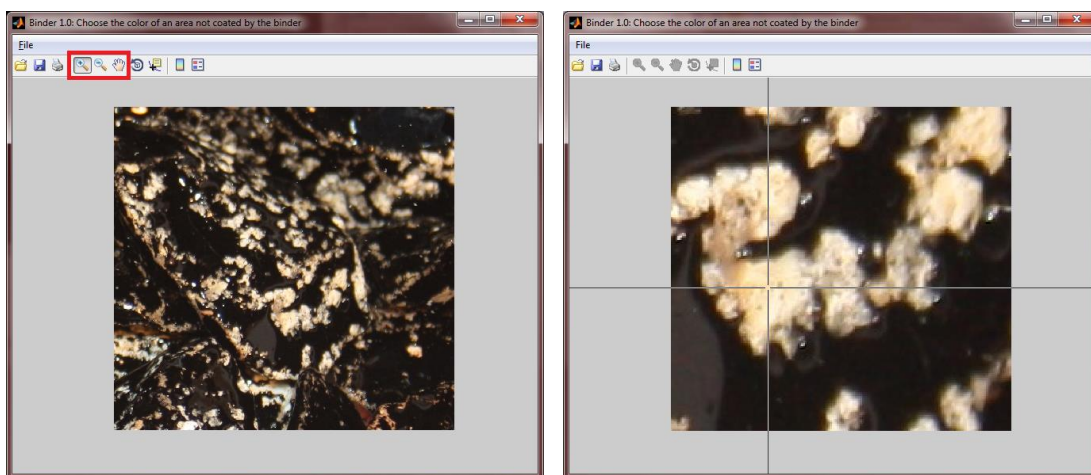 Binder 1.0: Choose the color of an area not coated by the binder
File
Binder 1.0: Choose the color of an area not coated by the binder
File